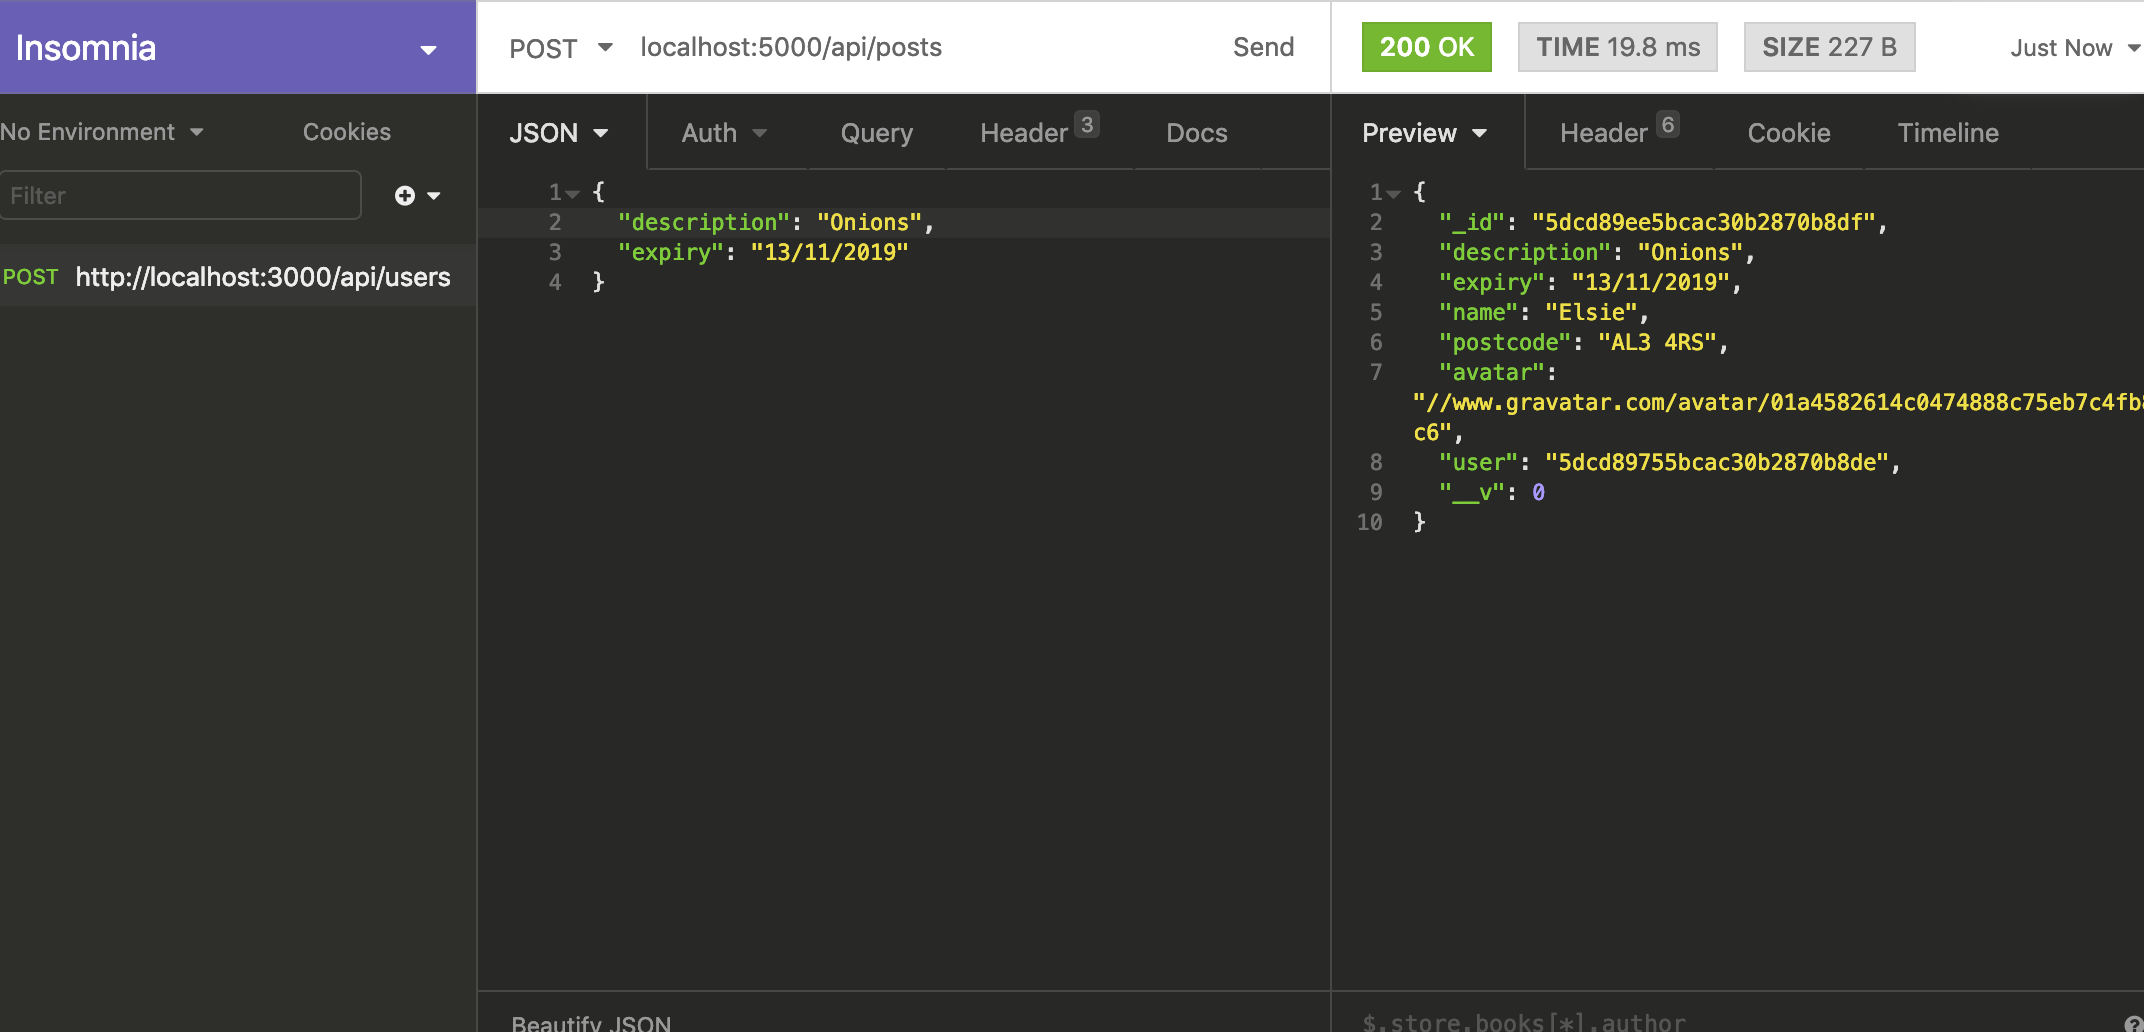 Insomnia
No Environment Cookies
Filter
POST http://localhost:3000/api/users
POST localhost:5000/api/posts Send
JSON Auth Query Header 3 Docs
1 {
2 "description": "Onions",
3 "expiry": "13/11/2019"
4 }
Beautify JSON
200 OK TIME 19.8 ms SIZE 227 B Just Now
Preview Header 6 Cookie Timeline
1 {
2 "_id": "5dcd89ee5bcac30b2870b8df",
3 "description": "Onions",
4 "expiry": "13/11/2019",
5 "name": "Elsie",
6 "postcode": "AL3 4RS",
7 "avatar":
"//www.gravatar.com/avatar/01a4582614c0474888c75eb7c4fb
c6",
8 "user": "5dcd89755bcac30b2870b8de",
9 "__v": 0
10 }
$.store.books[*].author